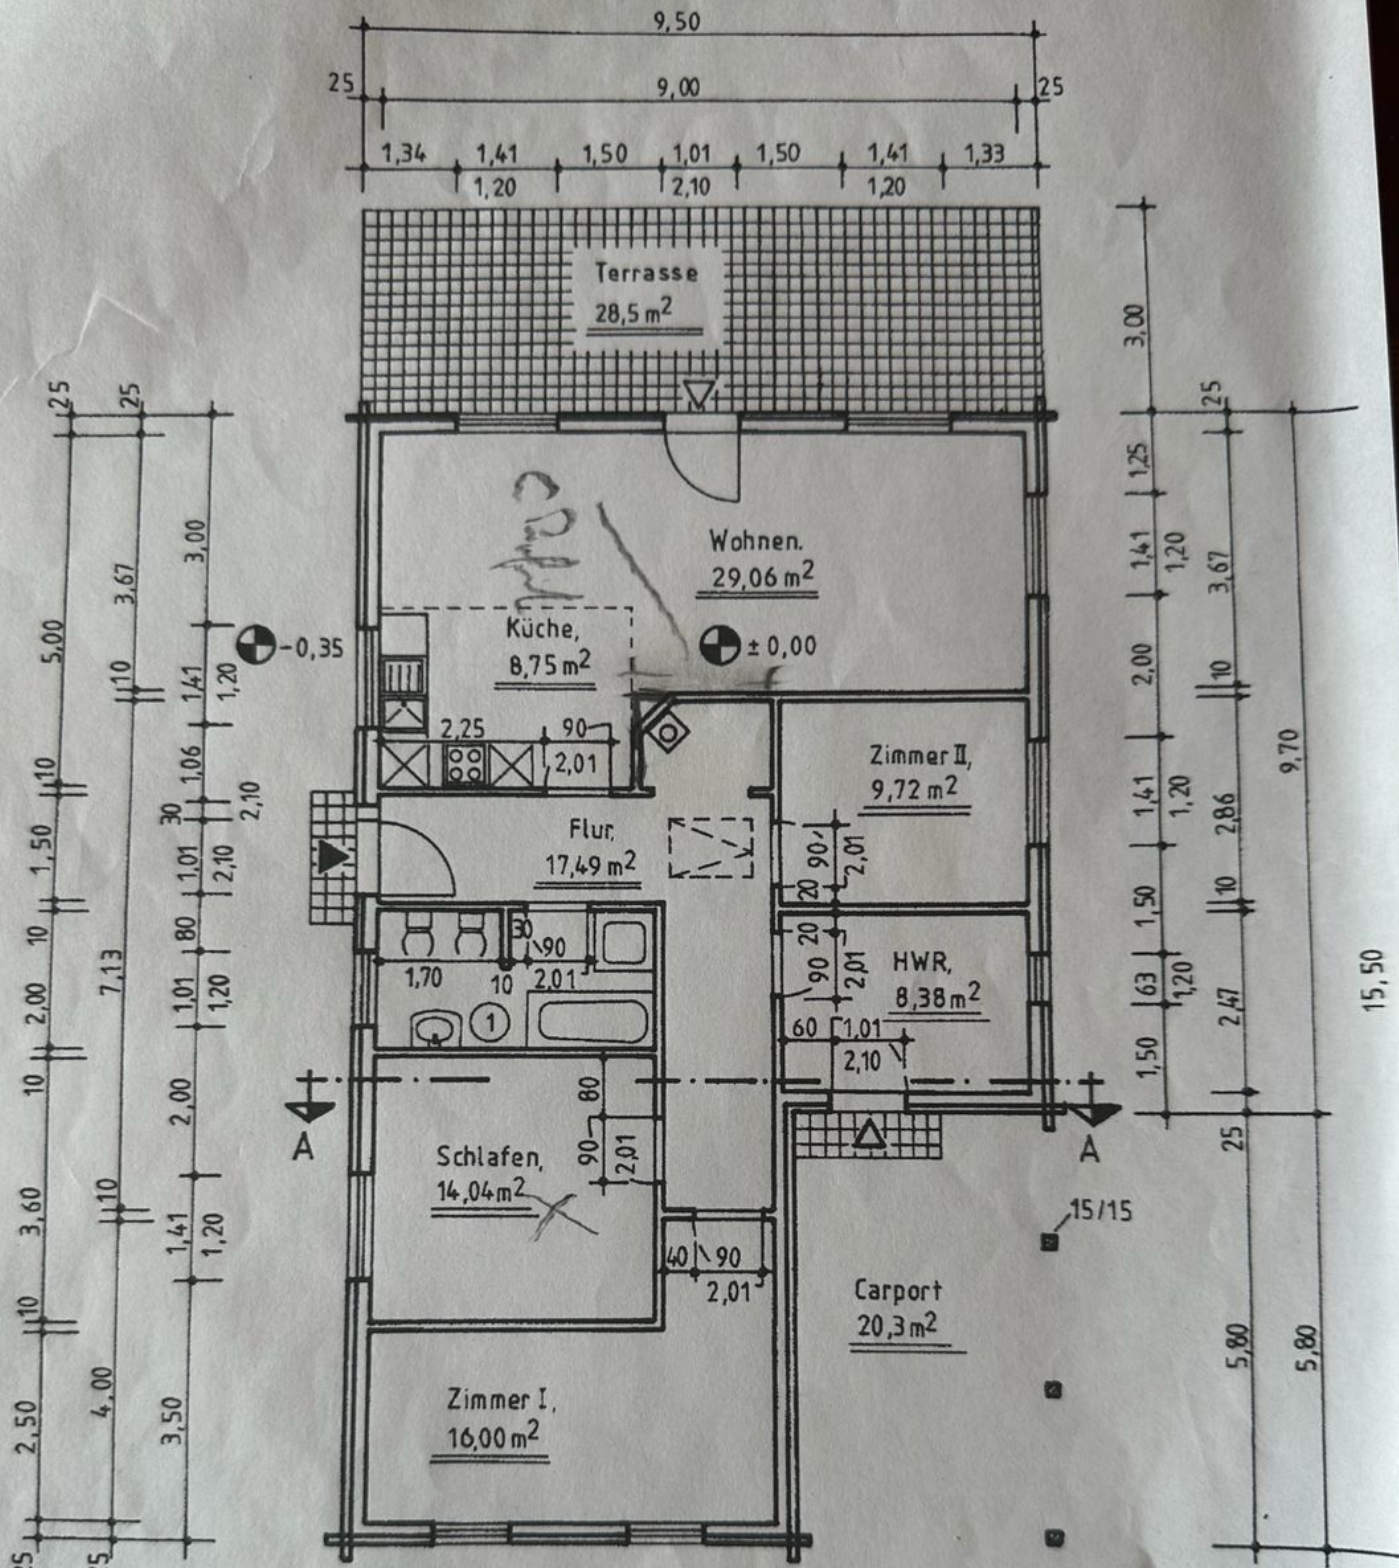 9,50
25 9,00 25
1,34 1,41 1,50 1,01 1,50 1,41 1,33
1,20 2,10 1,20
Terrasse
28,5 m²
3,00
25 25 25
1,25
3,00
Wohnen.
29,06 m²
1,41 1,20
3,67 3,67
5,00
Küche,
8,75 m²
-0,35
± 0,00
2,00
10 1,41 1,20 10
2,25 90
2,01
Zimmer II,
9,72 m²
9,70
10 1,06
30 2,10
1,41 1,20 2,86
Flur,
17,49 m²
90 2,01
20
1,50 1,01 2,10
10 1,50
10 80
30
90
1,70 10 2,01
20
90 2,01
HWR,
8,38 m²
7,13
2,00 1,01 1,20
63 1,20 2,47
15,50
1
60 1,01
2,10
1,50
10 2,00
80
A A
25
Schlafen,
14,04 m²
90 2,01
15/15
3,60 10
1,41 1,20
40 90
2,01
Carport
20,3 m²
10
5,80 5,80
Zimmer I,
16,00 m²
2,50 4,00 3,50